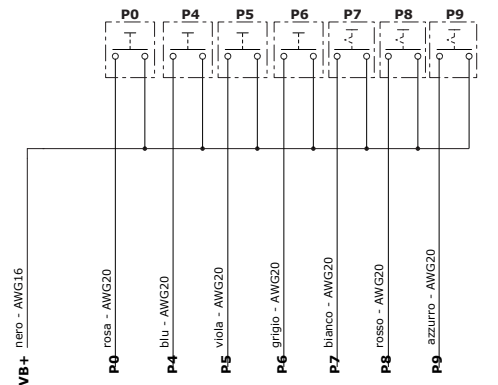 P0 P4 P5 P6 P7 P8 P9
VB+ nero - AWG16
rosa - AWG20
P0
blu - AWG20
P4
viola - AWG20
P5
grigio - AWG20
P6
bianco - AWG20
P7
rosso - AWG20
P8
azzurro - AWG20
P9